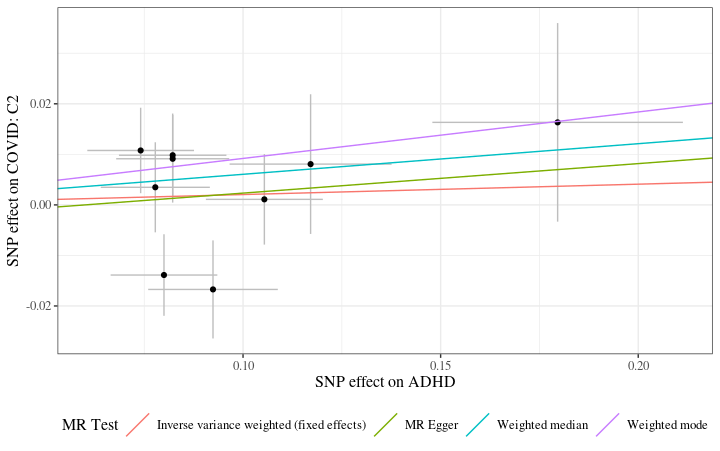 SNP effect on COVID: C2
0.02
0.00
-0.02
0.10
0.15
0.20
SNP effect on ADHD
MR Test
Inverse variance weighted (fixed effects)
MR Egger
Weighted median
Weighted mode